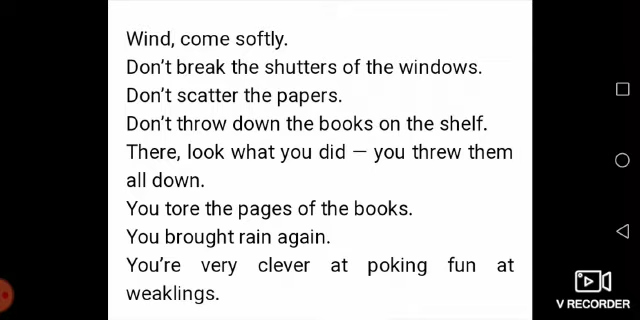 Wind, come softly.
Don't break the shutters of the windows.
Don't scatter the papers.
Don't throw down the books on the shelf.
There, look what you did — you threw them
all down.
You tore the pages of the books.
You brought rain again.
You're very clever at poking fun at
weaklings.
V RECORDER